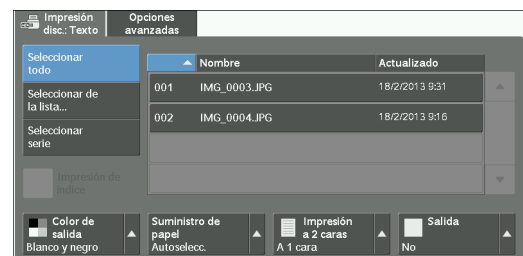 Impresión
disc.: Texto
Opciones
avanzadas
Seleccionar
todo
Seleccionar de
la lista...
Seleccionar
serie
Impresión de
índice
Nombre
Actualizado
001 IMG_0003.JPG 18/2/2013 9:31
002 IMG_0004.JPG 18/2/2013 9:16
Color de
salida
Blanco y negro
Suministro de
papel
Autoselecc.
Impresión
a 2 caras
A 1 cara
Salida
No